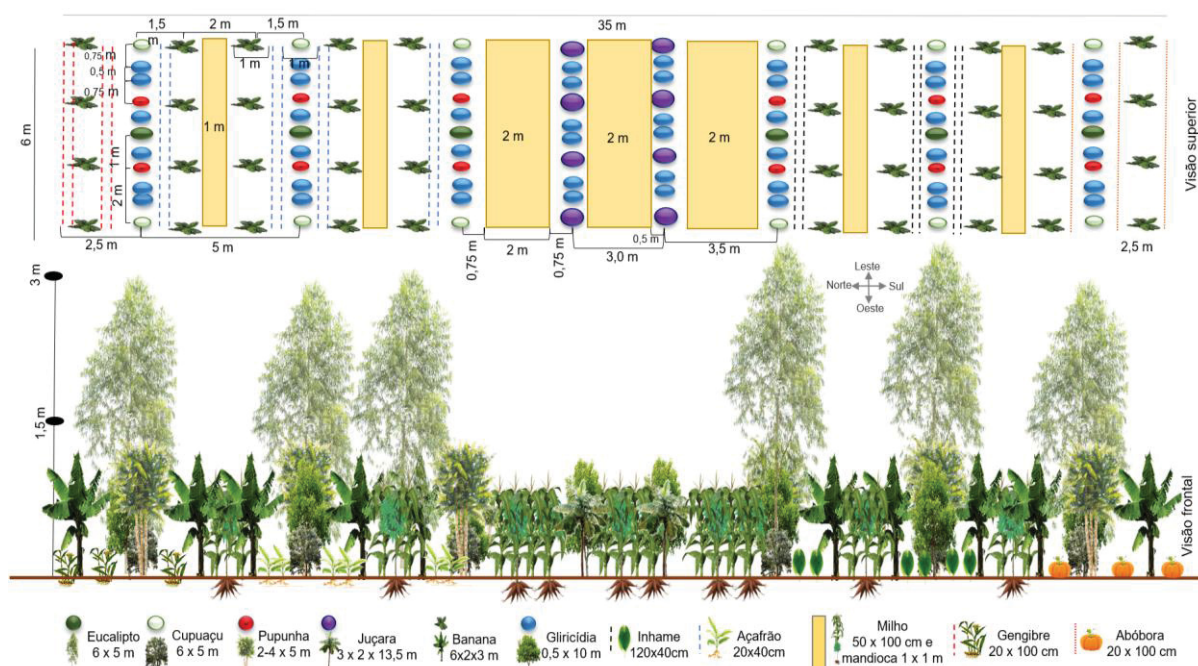 35 m
1,5 m
2 m
1,5 m
0,75 m
0,5 m
0,75 m
1 m
1 m
6 m
1 m
2 m
2 m
2 m
1 m
2 m
Visão superior
2,5 m
5 m
0,75 m
2 m
0,75 m
3,0 m
0,5 m
3,5 m
2,5 m
3 m
1,5 m
Leste
Norte
Sul
Oeste
Visão frontal
Eucalipto
6 x 5 m
Cupuaçu
6 x 5 m
Pupunha
2-4 x 5 m
Juçara
3 x 2 x 13,5 m
Banana
6x2x3 m
Gliricídia
0,5 x 10 m
Inhame
120x40cm
Açafrão
20x40cm
Milho
50 x 100 cm e
mandioca 1 x 1 m
Gengibre
20 x 100 cm
Abóbora
20 x 100 cm